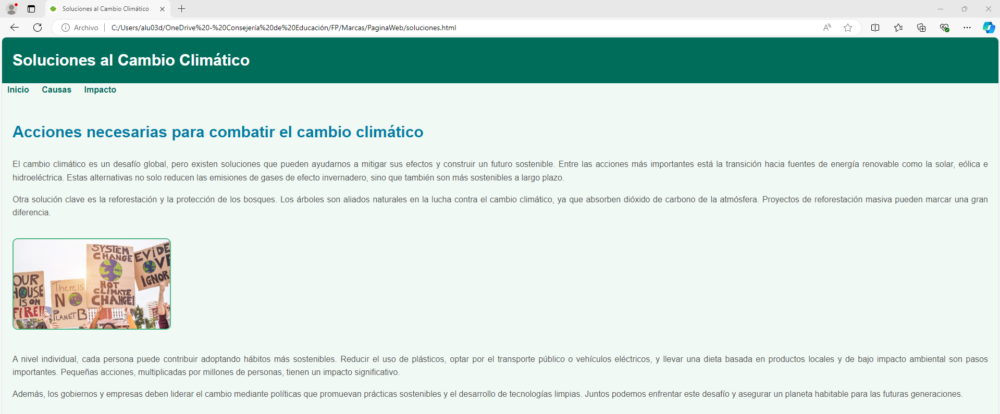 Soluciones al Cambio Climático
Archivo
C:/Users/alu03d/OneDrive%20-%20Consejería%20de%20Educación/FP/Marcas/PaginaWeb/soluciones.html
Soluciones al Cambio Climático
Inicio Causas Impacto
Acciones necesarias para combatir el cambio climático
El cambio climático es un desafío global, pero existen soluciones que pueden ayudarnos a mitigar sus efectos y construir un futuro sostenible. Entre las acciones más importantes está la transición hacia fuentes de energía renovable como la solar, eólica e
hidroeléctrica. Estas alternativas no solo reducen las emisiones de gases de efecto invernadero, sino que también son más sostenibles a largo plazo.
Otra solución clave es la reforestación y la protección de los bosques. Los árboles son aliados naturales en la lucha contra el cambio climático, ya que absorben dióxido de carbono de la atmósfera. Proyectos de reforestación masiva pueden marcar una gran
diferencia.
OUR
HOUSE
IS ON
FIRE!!
There is
NO
PLANET B
SYSTEM
CHANGE
NOT
CLIMATE
CHANGE!
EVIDE
OVE
IGNOR
A nivel individual, cada persona puede contribuir adoptando hábitos más sostenibles. Reducir el uso de plásticos, optar por el transporte público o vehículos eléctricos, y llevar una dieta basada en productos locales y de bajo impacto ambiental son pasos
importantes. Pequeñas acciones, multiplicadas por millones de personas, tienen un impacto significativo.
Además, los gobiernos y empresas deben liderar el cambio mediante políticas que promuevan prácticas sostenibles y el desarrollo de tecnologías limpias. Juntos podemos enfrentar este desafío y asegurar un planeta habitable para las futuras generaciones.